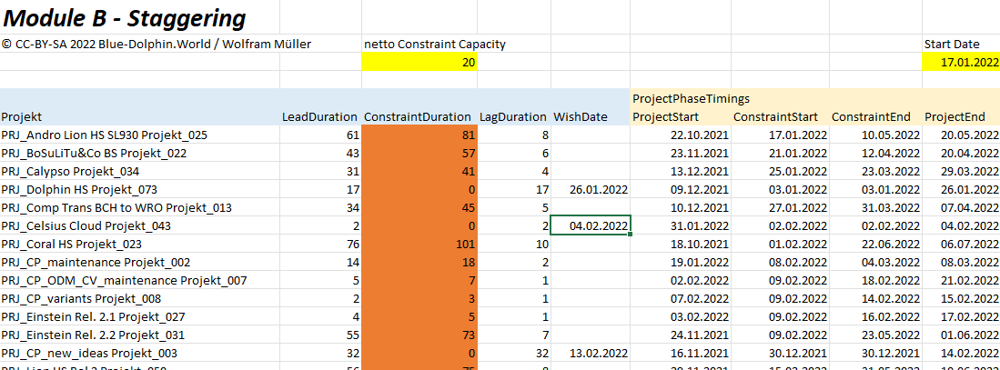 Module B - Staggering
© CC-BY-SA 2022 Blue-Dolphin.World / Wolfram Müller netto Constraint Capacity Start Date
20 17.01.2022
ProjectPhaseTimings
Projekt LeadDuration ConstraintDuration LagDuration WishDate ProjectStart ConstraintStart ConstraintEnd ProjectEnd
PRJ_Andro Lion HS SL930 Projekt_025 61 81 8 22.10.2021 17.01.2022 10.05.2022 20.05.2022
PRJ_BoSuLiTu&Co BS Projekt_022 43 57 6 23.11.2021 21.01.2022 12.04.2022 20.04.2022
PRJ_Calypso Projekt_034 31 41 4 13.12.2021 25.01.2022 23.03.2022 29.03.2022
PRJ_Dolphin HS Projekt_073 17 0 17 26.01.2022 09.12.2021 03.01.2022 03.01.2022 26.01.2022
PRJ_Comp Trans BCH to WRO Projekt_013 34 45 5 10.12.2021 27.01.2022 31.03.2022 07.04.2022
PRJ_Celsius Cloud Projekt_043 2 0 2 04.02.2022 31.01.2022 02.02.2022 02.02.2022 04.02.2022
PRJ_Coral HS Projekt_023 76 101 10 18.10.2021 01.02.2022 22.06.2022 06.07.2022
PRJ_CP_maintenance Projekt_002 14 18 2 19.01.2022 08.02.2022 04.03.2022 08.03.2022
PRJ_CP_ODM_CV_maintenance Projekt_007 5 7 1 02.02.2022 09.02.2022 18.02.2022 21.02.2022
PRJ_CP_variants Projekt_008 2 3 1 07.02.2022 09.02.2022 14.02.2022 15.02.2022
PRJ_Einstein Rel. 2.1 Projekt_027 4 5 1 03.02.2022 09.02.2022 16.02.2022 17.02.2022
PRJ_Einstein Rel. 2.2 Projekt_031 55 73 7 24.11.2021 09.02.2022 23.05.2022 01.06.2022
PRJ_CP_new_ideas Projekt_003 32 0 32 13.02.2022 16.11.2021 30.12.2021 30.12.2021 14.02.2022